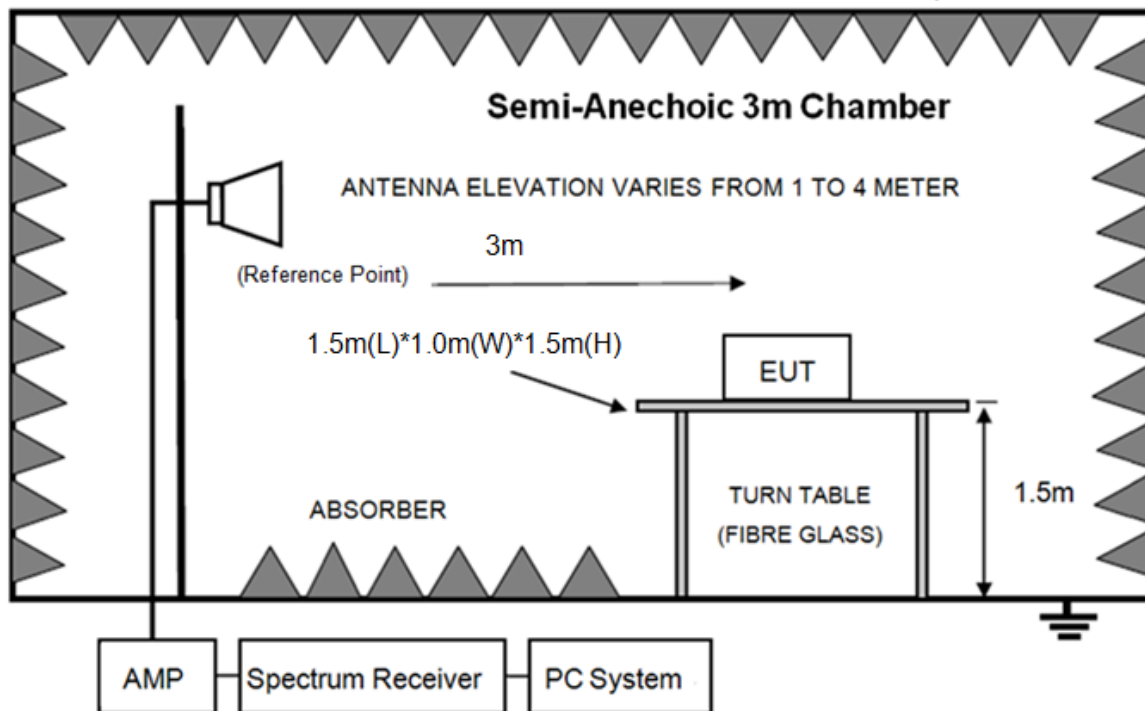 Semi-Anechoic 3m Chamber
ANTENNA ELEVATION VARIES FROM 1 TO 4 METER
3m
(Reference Point)
1.5m(L)*1.0m(W)*1.5m(H)
EUT
ABSORBER
TURN TABLE
(FIBRE GLASS)
1.5m
AMP
Spectrum Receiver
PC System